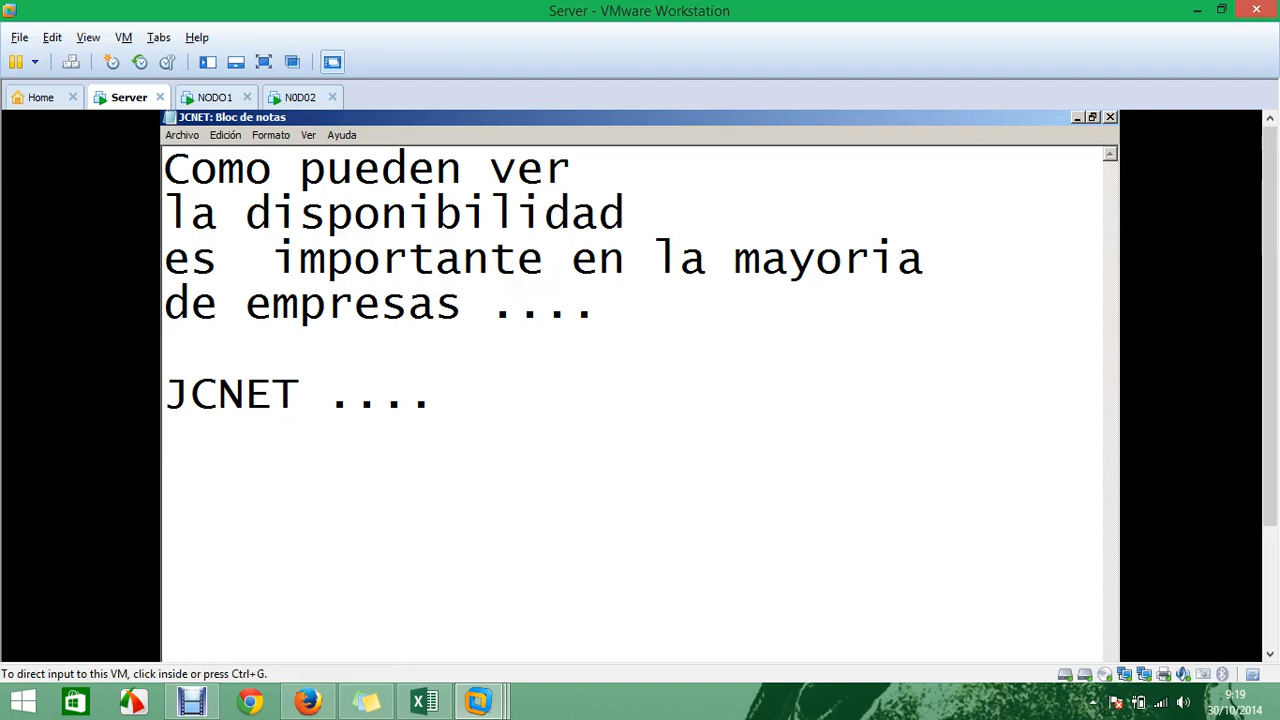 Server - VMware Workstation
File Edit View VM Tabs Help
Home Server NODO1 N0D02
JCNET: Bloc de notas
Archivo Edición Formato Ver Ayuda
Como pueden ver
la disponibilidad
es importante en la mayoria
de empresas ....
JCNET ....
To direct input to this VM, click inside or press Ctrl+G.
9:19
30/10/2014